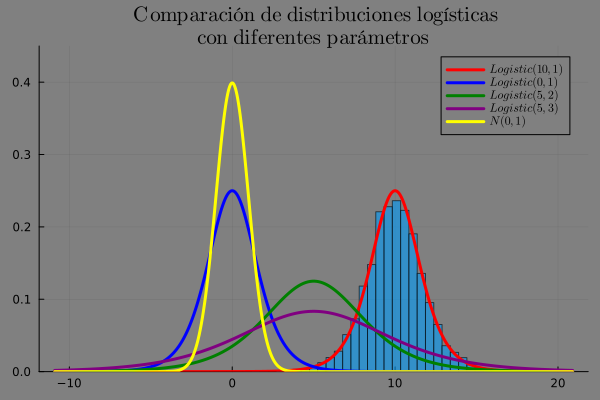 Comparación de distribuciones logísticas
con diferentes parámetros
Logistic(10, 1)
Logistic(0, 1)
Logistic(5, 2)
Logistic(5, 3)
N(0, 1)
0.4
0.3
0.2
0.1
0.0
−10 0 10 20